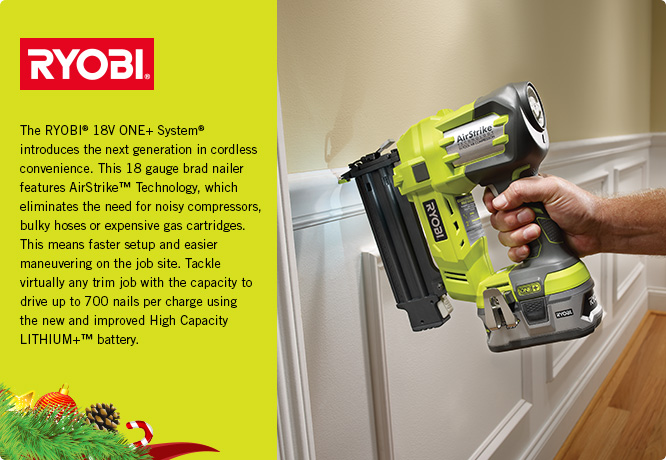 RYOBI®
The RYOBI® 18V ONE+ System®
introduces the next generation in cordless
convenience. This 18 gauge brad nailer
features AirStrike™ Technology, which
eliminates the need for noisy compressors,
bulky hoses or expensive gas cartridges.
This means faster setup and easier
maneuvering on the job site. Tackle
virtually any trim job with the capacity to
drive up to 700 nails per charge using
the new and improved High Capacity
LITHIUM+™ battery.
AirStrike
RYOBI
ONE+
RYOBI